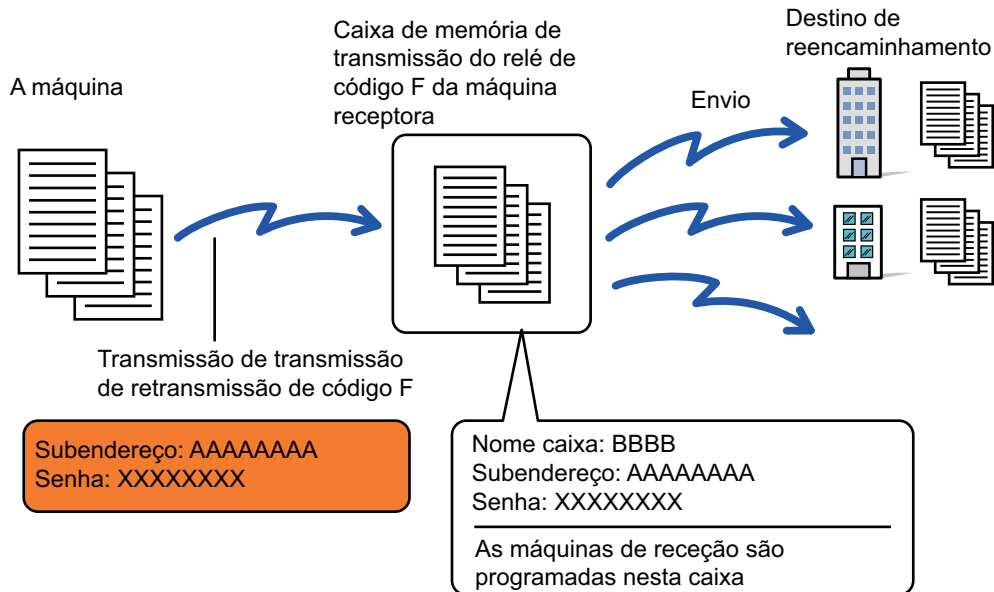 A máquina
Caixa de memória de
transmissão do relé de
código F da máquina
receptora
Envio
Destino de
reencaminhamento
Transmissão de transmissão
de retransmissão de código F
Subendereço: AAAAAAAA
Senha: XXXXXXXX
Nome caixa: BBBB
Subendereço: AAAAAAAA
Senha: XXXXXXXX
As máquinas de receção são
programadas nesta caixa